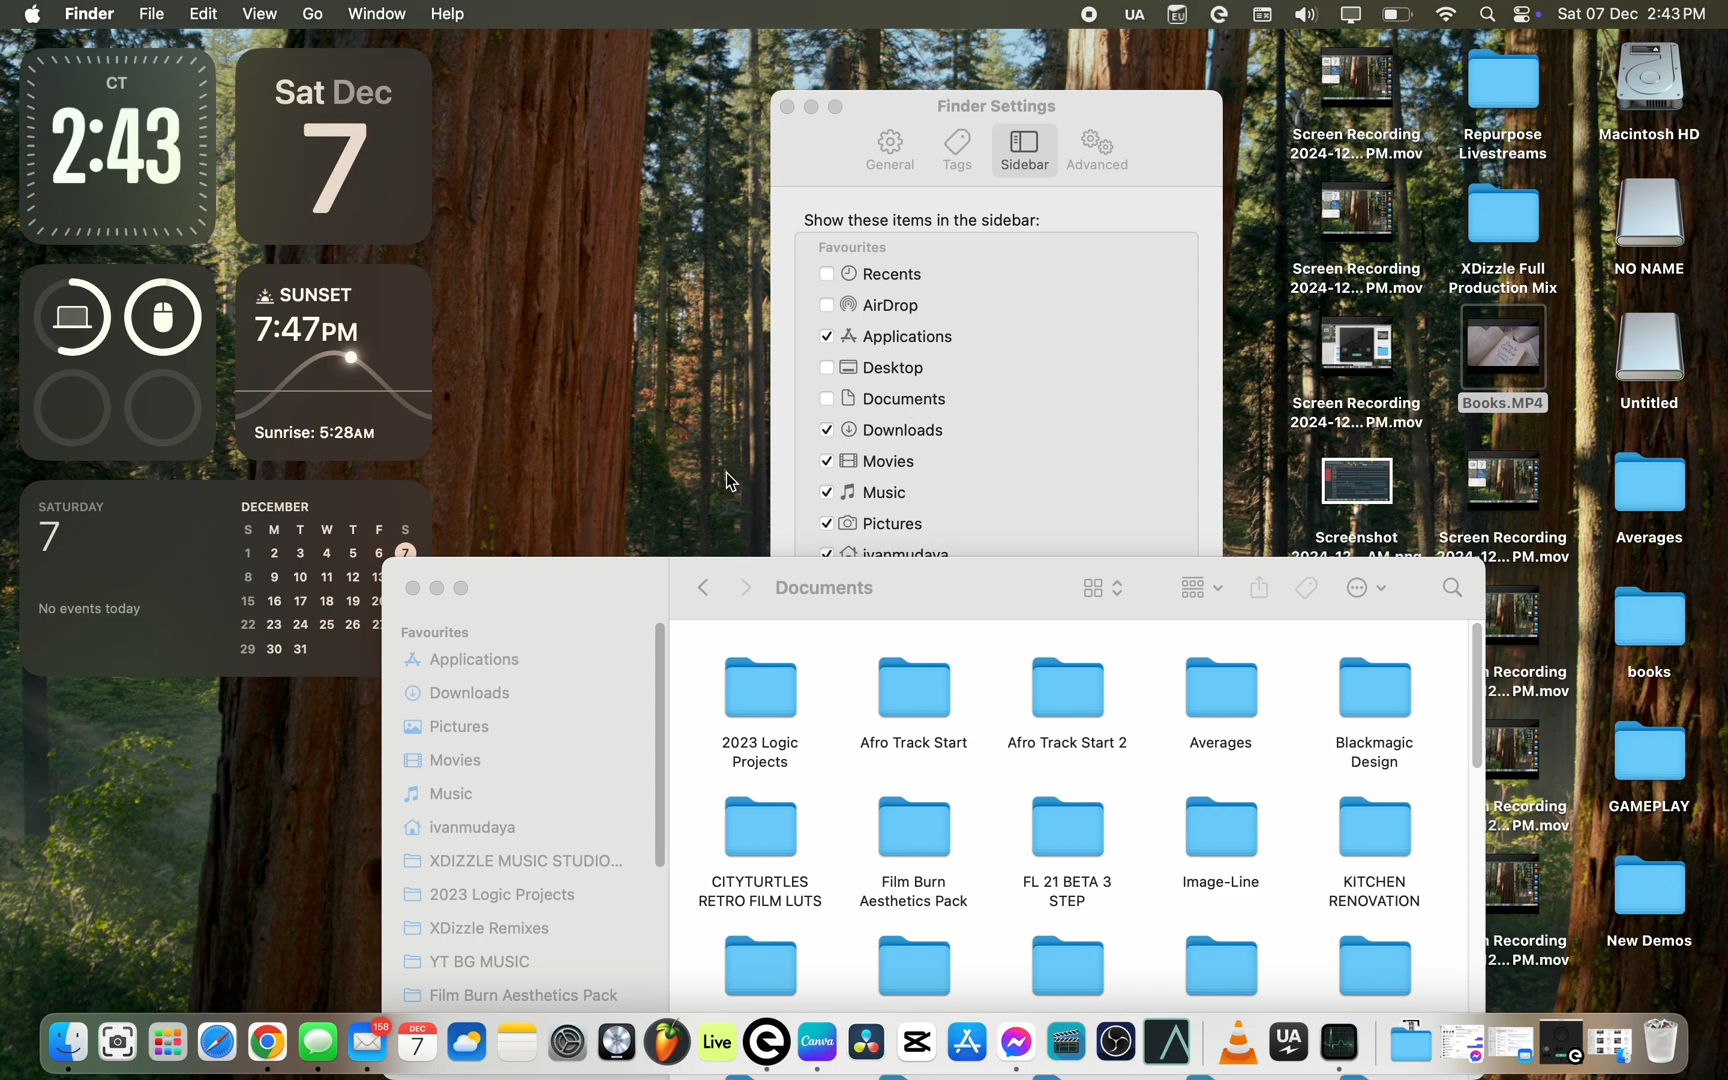 Finder File Edit View Go Window Help
UA EU Sat 07 Dec 2:43PM
CT
2:43
Sat Dec
7
SUNSET
7:47PM
Sunrise: 5:28AM
SATURDAY
7
No events today
DECEMBER
S M T W T F S
1 2 3 4 5 6 7
8 9 10 11 12 13
15 16 17 18 19
22 23 24 25 26
29 30 31
Finder Settings
General Tags Sidebar Advanced
Show these items in the sidebar:
Favourites
Recents
AirDrop
Applications
Desktop
Documents
Downloads
Movies
Music
Pictures
ivanmudaya
Documents
Favourites
Applications
Downloads
Pictures
Movies
Music
ivanmudaya
XDIZZLE MUSIC STUDIO...
2023 Logic Projects
XDizzle Remixes
YT BG MUSIC
Film Burn Aesthetics Pack
2023 Logic
Projects
Afro Track Start
Afro Track Start 2
Averages
Blackmagic
Design
CITYTURTLES
RETRO FILM LUTS
Film Burn
Aesthetics Pack
FL 21 BETA 3
STEP
Image-Line
KITCHEN
RENOVATION
Screen Recording
2024-12...PM.mov
Repurpose
Livestreams
Macintosh HD
Screen Recording
2024-12...PM.mov
XDizzle Full
Production Mix
NO NAME
Screen Recording
2024-12...PM.mov
Books.MP4
Untitled
Screenshot
2024-12...AM.png
Screen Recording
2024-12...PM.mov
Averages
Recording
2...PM.mov
books
Recording
2...PM.mov
GAMEPLAY
Recording
2...PM.mov
New Demos
158
DEC
7
Live
Canva
UA